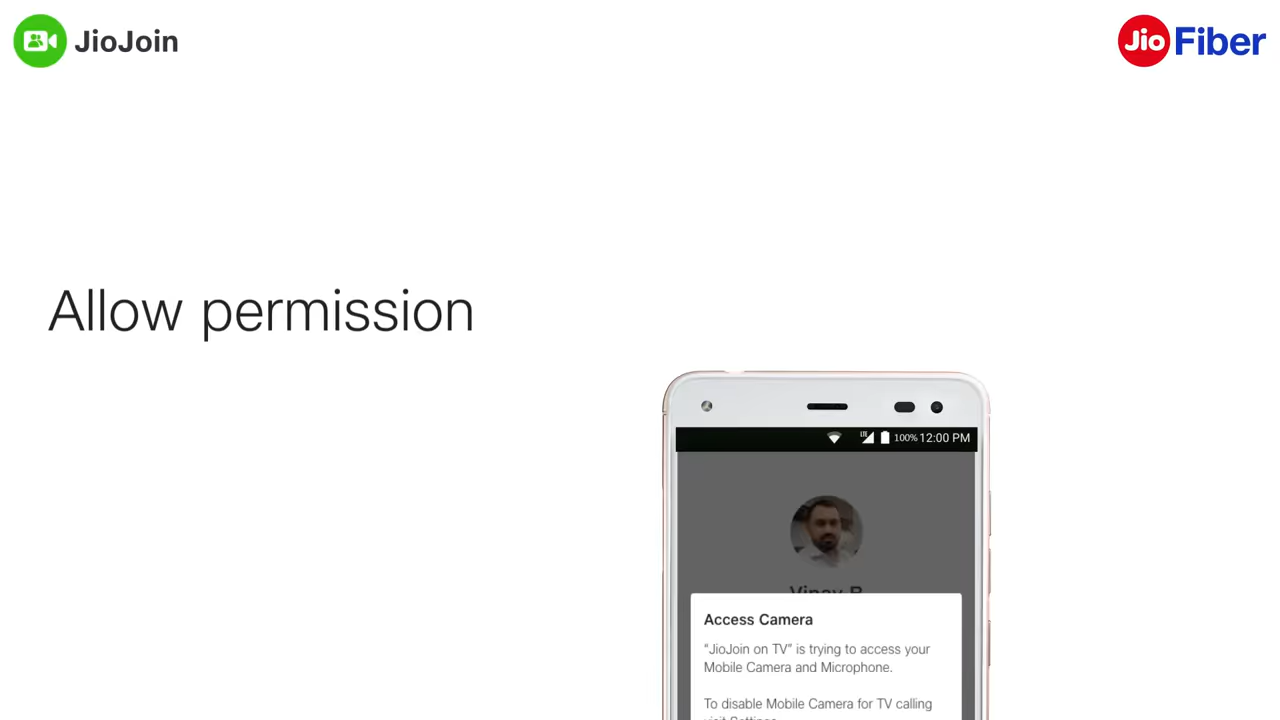 JioJoin
Jio Fiber
Allow permission
LTE 100% 12:00 PM
Access Camera
“JioJoin on TV” is trying to access your
Mobile Camera and Microphone.
To disable Mobile Camera for TV calling